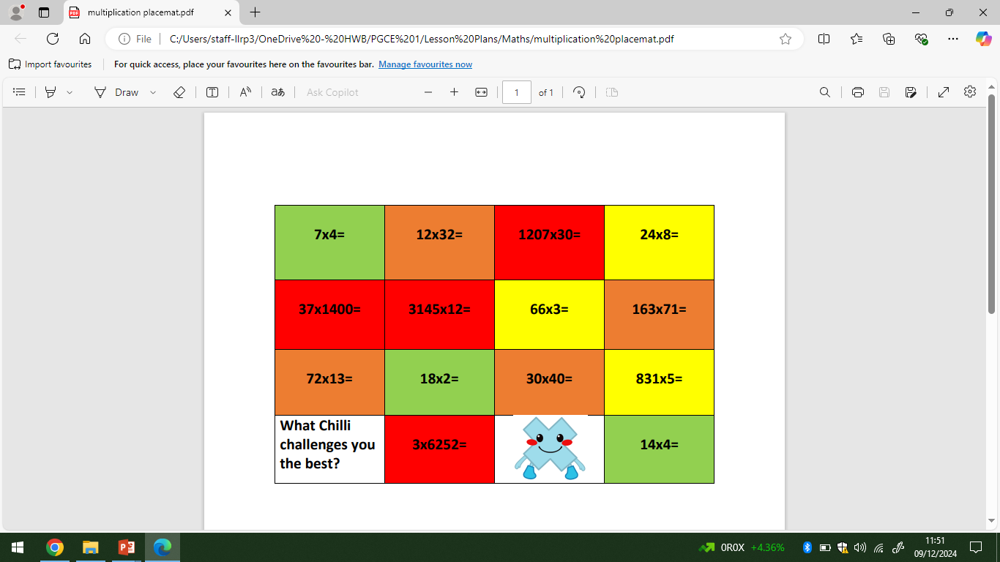 multiplication placemat.pdf
File
C:/Users/staff-llrp3/OneDrive%20-%20HWB/PGCE%201/Lesson%20Plans/Maths/multiplication%20placemat.pdf
Import favourites
For quick access, place your favourites here on the favourites bar. Manage favourites now
Draw
aあ
Ask Copilot
1 of 1
7x4= 12x32= 1207x30= 24x8=
37x1400= 3145x12= 66x3= 163x71=
72x13= 18x2= 30x40= 831x5=
What Chilli
challenges you
the best?
3x6252= 14x4=
0R0X +4.36%
11:51
09/12/2024